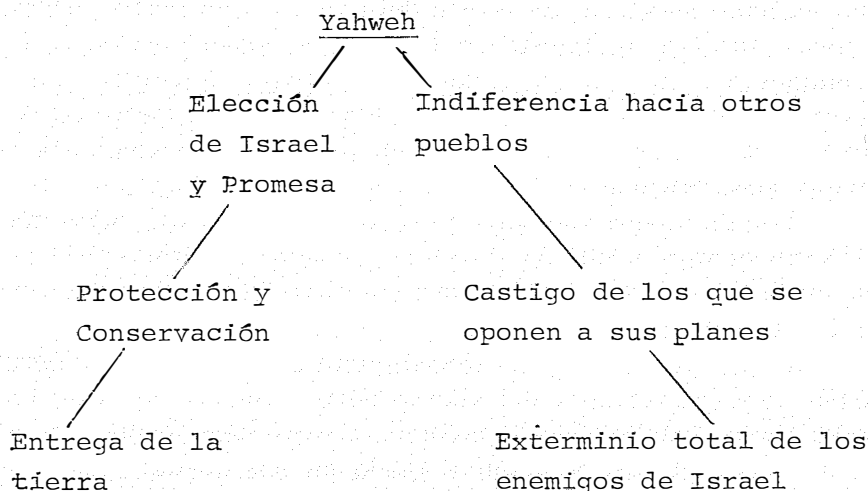 Yahweh
Elección
de Israel
y Promesa
Indiferencia hacia otros
pueblos
Protección y
Conservación
Castigo de los que se
oponen a sus planes
Entrega de la
tierra
Exterminio total de los
enemigos de Israel